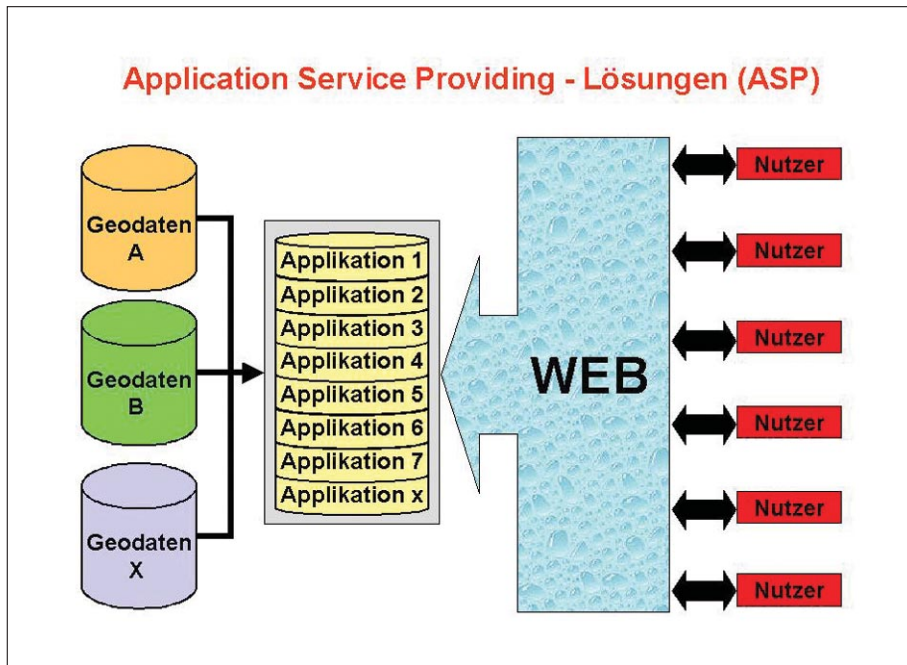 Application Service Providing - Lösungen (ASP)
Geodaten
A
Geodaten
B
Geodaten
X
Applikation 1
Applikation 2
Applikation 3
Applikation 4
Applikation 5
Applikation 6
Applikation 7
Applikation x
WEB
Nutzer
Nutzer
Nutzer
Nutzer
Nutzer
Nutzer